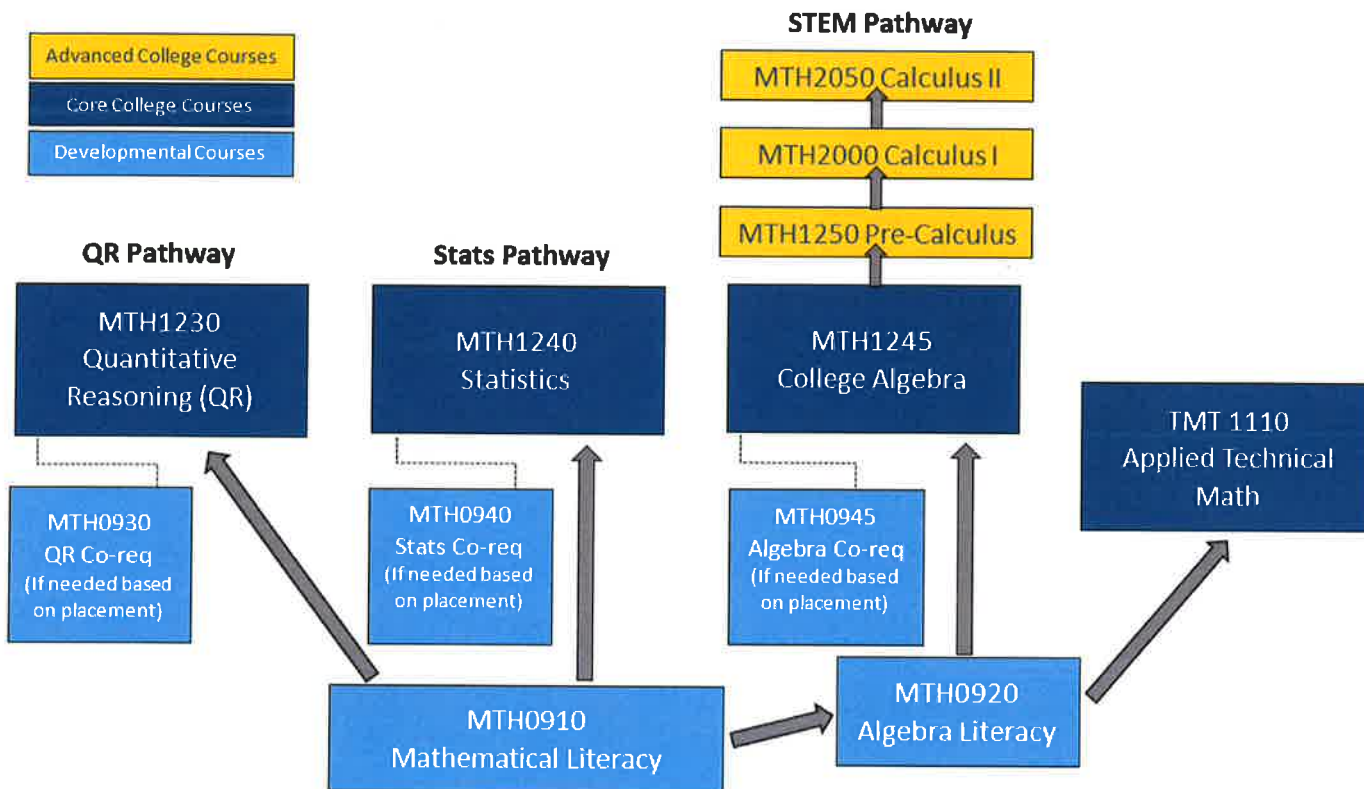 STEM Pathway
Advanced College Courses
Core College Courses
Developmental Courses
MTH2050 Calculus II
MTH2000 Calculus I
MTH1250 Pre-Calculus
QR Pathway
Stats Pathway
MTH1230
Quantitative
Reasoning (QR)
MTH1240
Statistics
MTH1245
College Algebra
TMT 1110
Applied Technical
Math
MTH0930
QR Co-req
(If needed based
on placement)
MTH0940
Stats Co-req
(If needed based
on placement)
MTH0945
Algebra Co-req
(If needed based
on placement)
MTH0910
Mathematical Literacy
MTH0920
Algebra Literacy